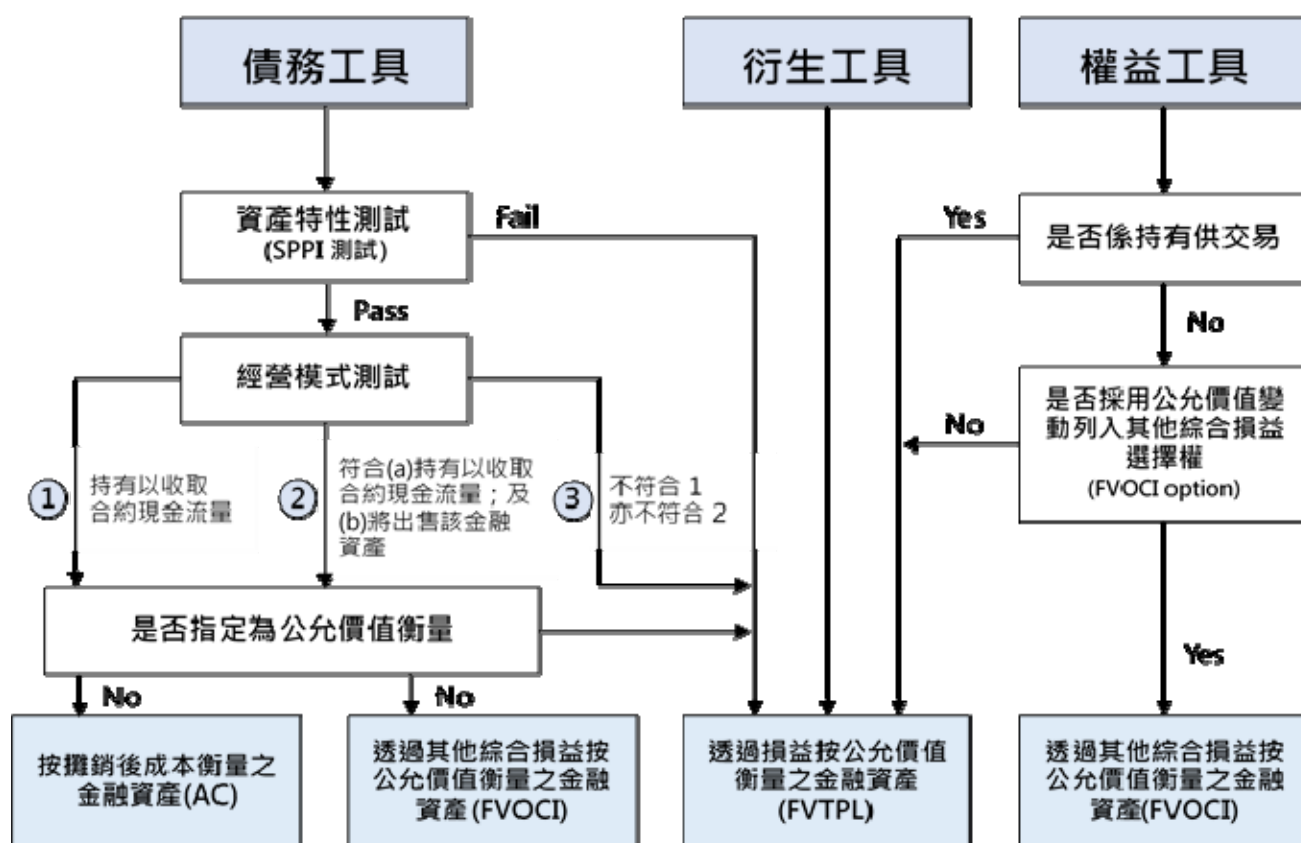 債務工具
衍生工具
權益工具
資產特性測試
(SPPI 測試)
Fail
Yes
是否係持有供交易
Pass
No
經營模式測試
是否採用公允價值變
動列入其他綜合損益
選擇權
(FVOCI option)
No
1
持有以收取
合約現金流量
2
符合(a)持有以收取
合約現金流量；及
(b)將出售該金融
資產
3
不符合 1
亦不符合 2
是否指定為公允價值衡量
Yes
No
No
按攤銷後成本衡量之
金融資產(AC)
透過其他綜合損益按
公允價值衡量之金融
資產(FVOCI)
透過損益按公允價值
衡量之金融資產
(FVTPL)
透過其他綜合損益按
公允價值衡量之金融
資產(FVOCI)